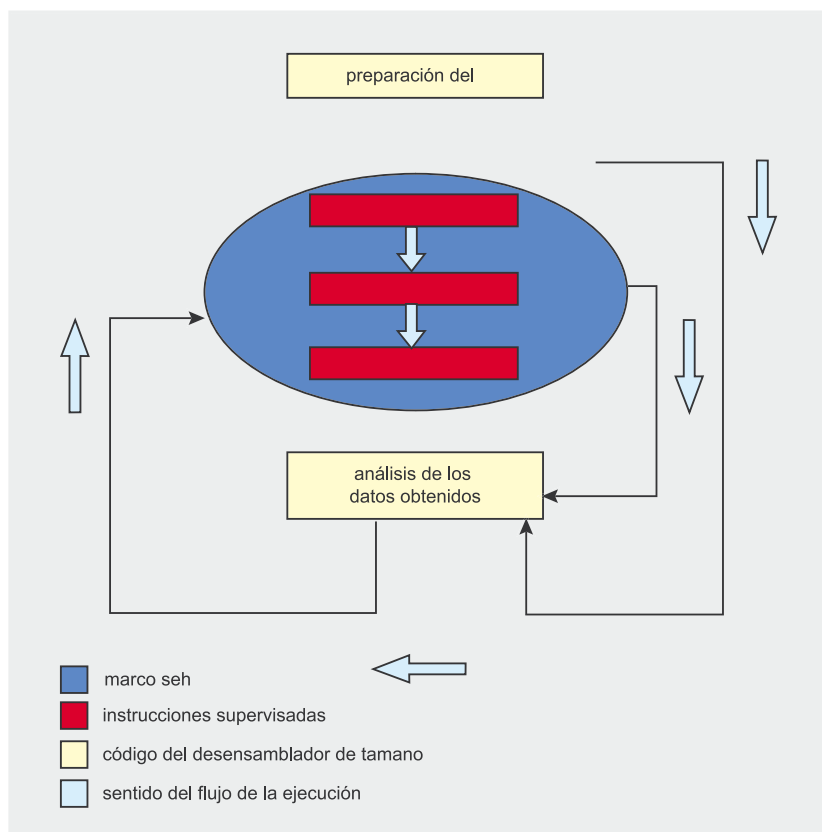 preparación del
análisis de los
datos obtenidos
marco seh
instrucciones supervisadas
código del desensamblador de tamano
sentido del flujo de la ejecución